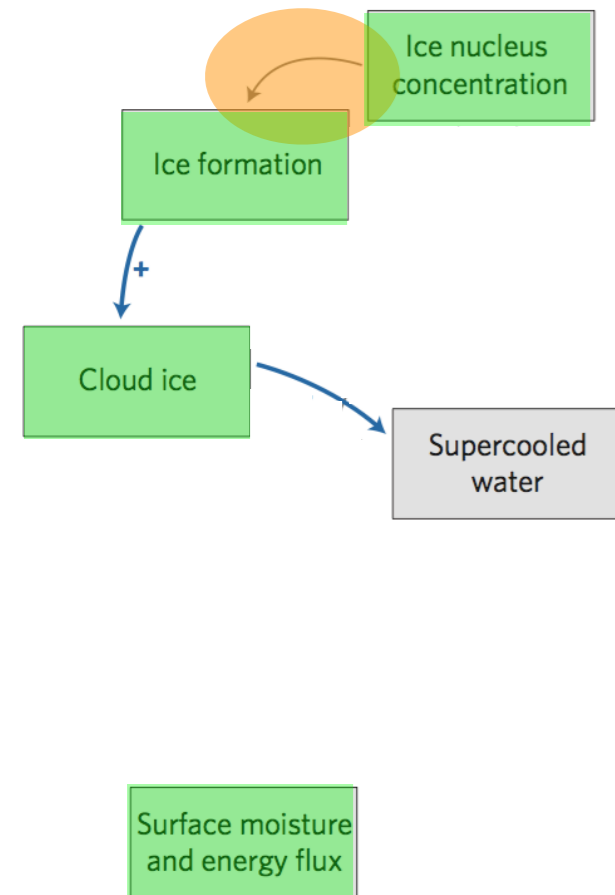 Ice nucleus
concentration
Ice formation
+
Cloud ice
Supercooled
water
Surface moisture
and energy flux